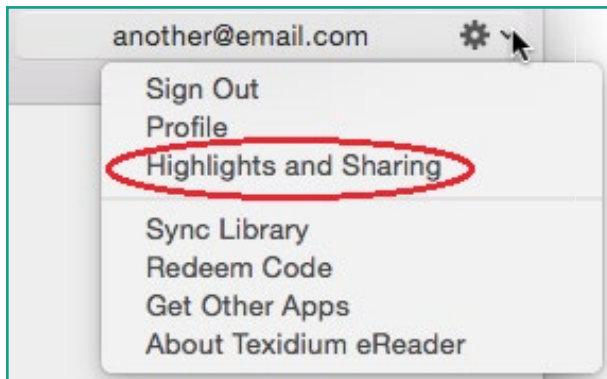 another@email.com
Sign Out
Profile
Highlights and Sharing
Sync Library
Redeem Code
Get Other Apps
About Texidium eReader